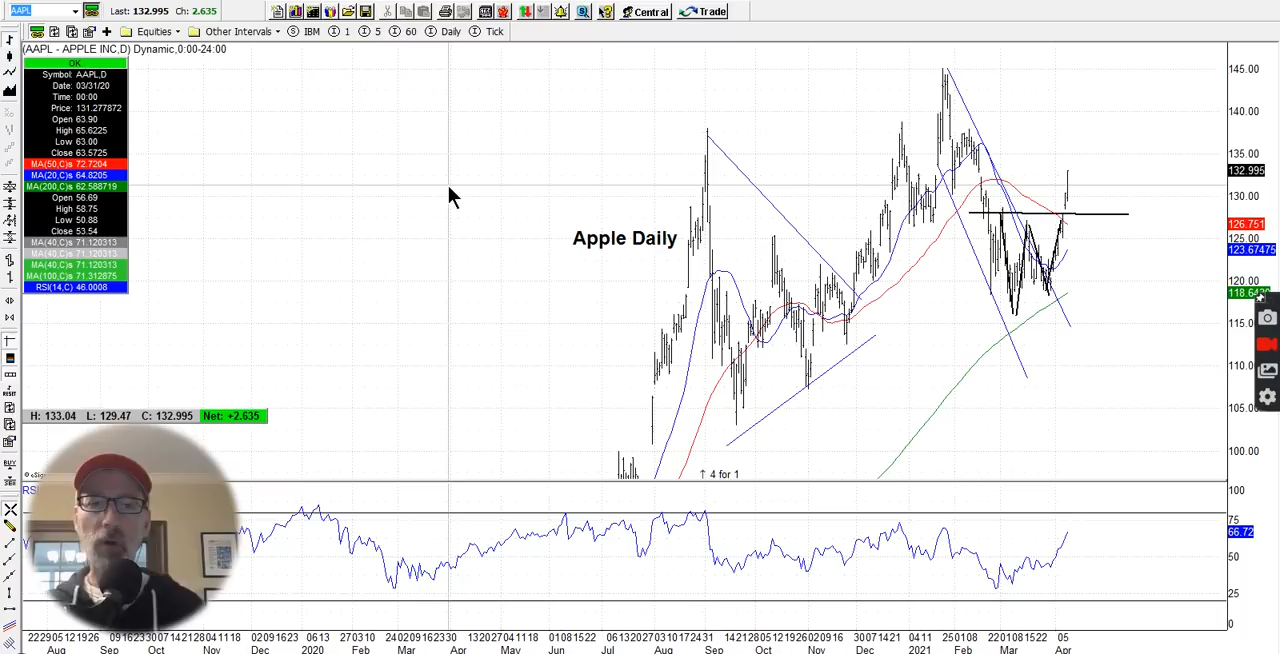 AAPL Last: 132.995 Ch: 2.635 Central Trade
Equities Other Intervals IBM 1 5 60 Daily Tick
(AAPL - APPLE INC,D) Dynamic,0:00-24:00
OK
Symbol: AAPL,D
Date: 03/31/20
Time: 00:00
Price: 131.277872
Open 63.90
High 65.6225
Low 63.00
Close 63.5725
MA(50,C)s 72.7204
MA(20,C)s 64.8205
MA(200,C)s 62.588719
Open 56.69
High 58.75
Low 50.88
Close 53.54
MA(40,C)s 71.120313
MA(40,C)s 71.120313
MA(40,C)s 71.120313
MA(100,C)s 71.312875
RSI(14,C) 46.0008
Apple Daily
145.00
140.00
135.00
132.995
130.00
126.751
125.00
123.67475
120.00
115.00
110.00
105.00
100.00
H: 133.04 L: 129.47 C: 132.995 Net: +2.635
↑ 4 for 1
RESET
BUY
RS
100
75
66.72
50
25
0
Aug Sep Oct Nov Dec 2020 Feb Mar Apr May Jun Jul Aug Sep Oct Nov Dec 2021 Feb Mar Apr